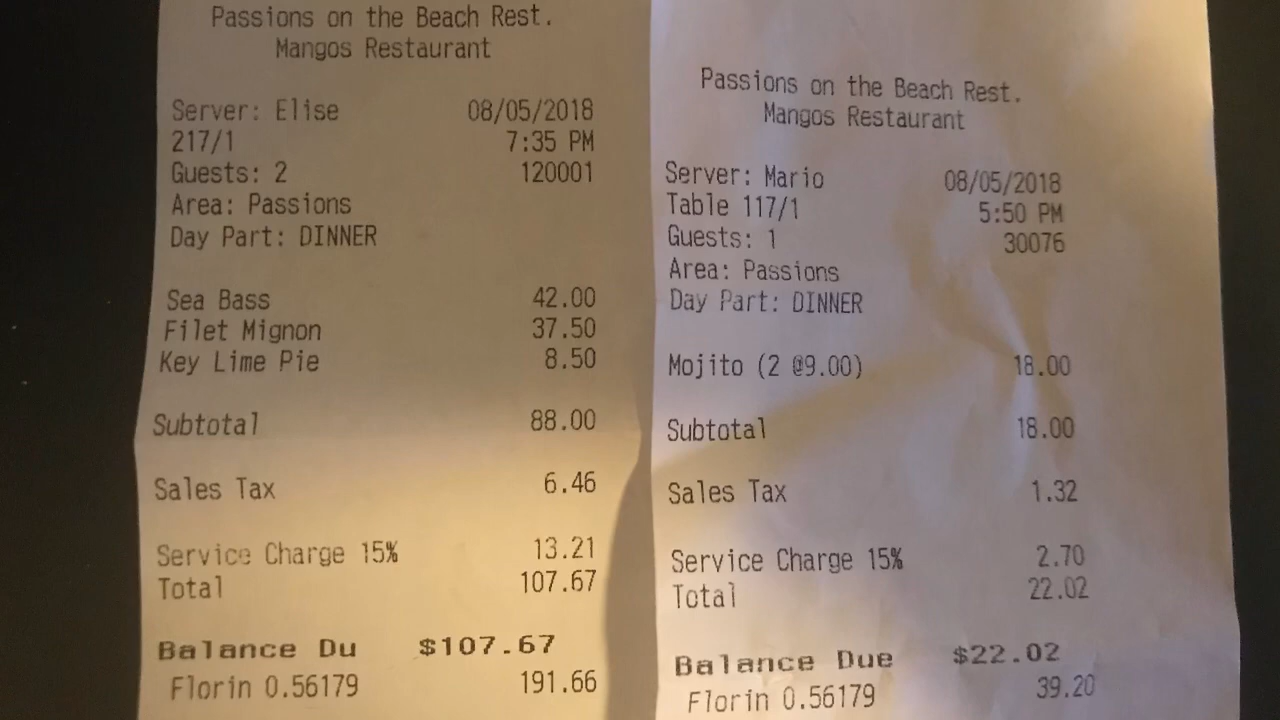 Passions on the Beach Rest.
Mangos Restaurant
Server: Elise 08/05/2018
217/1 7:35 PM
Guests: 2 120001
Area: Passions
Day Part: DINNER
Sea Bass 42.00
Filet Mignon 37.50
Key Lime Pie 8.50
Subtotal 88.00
Sales Tax 6.46
Service Charge 15% 13.21
Total 107.67
Balance Du $107.67
Florin 0.56179 191.66
Passions on the Beach Rest.
Mangos Restaurant
Server: Mario 08/05/2018
Table 117/1 5:50 PM
Guests: 1 30076
Area: Passions
Day Part: DINNER
Mojito (2 @9.00) 18.00
Subtotal 18.00
Sales Tax 1.32
Service Charge 15% 2.70
Total 22.02
Balance Due $22.02
Florin 0.56179 39.20